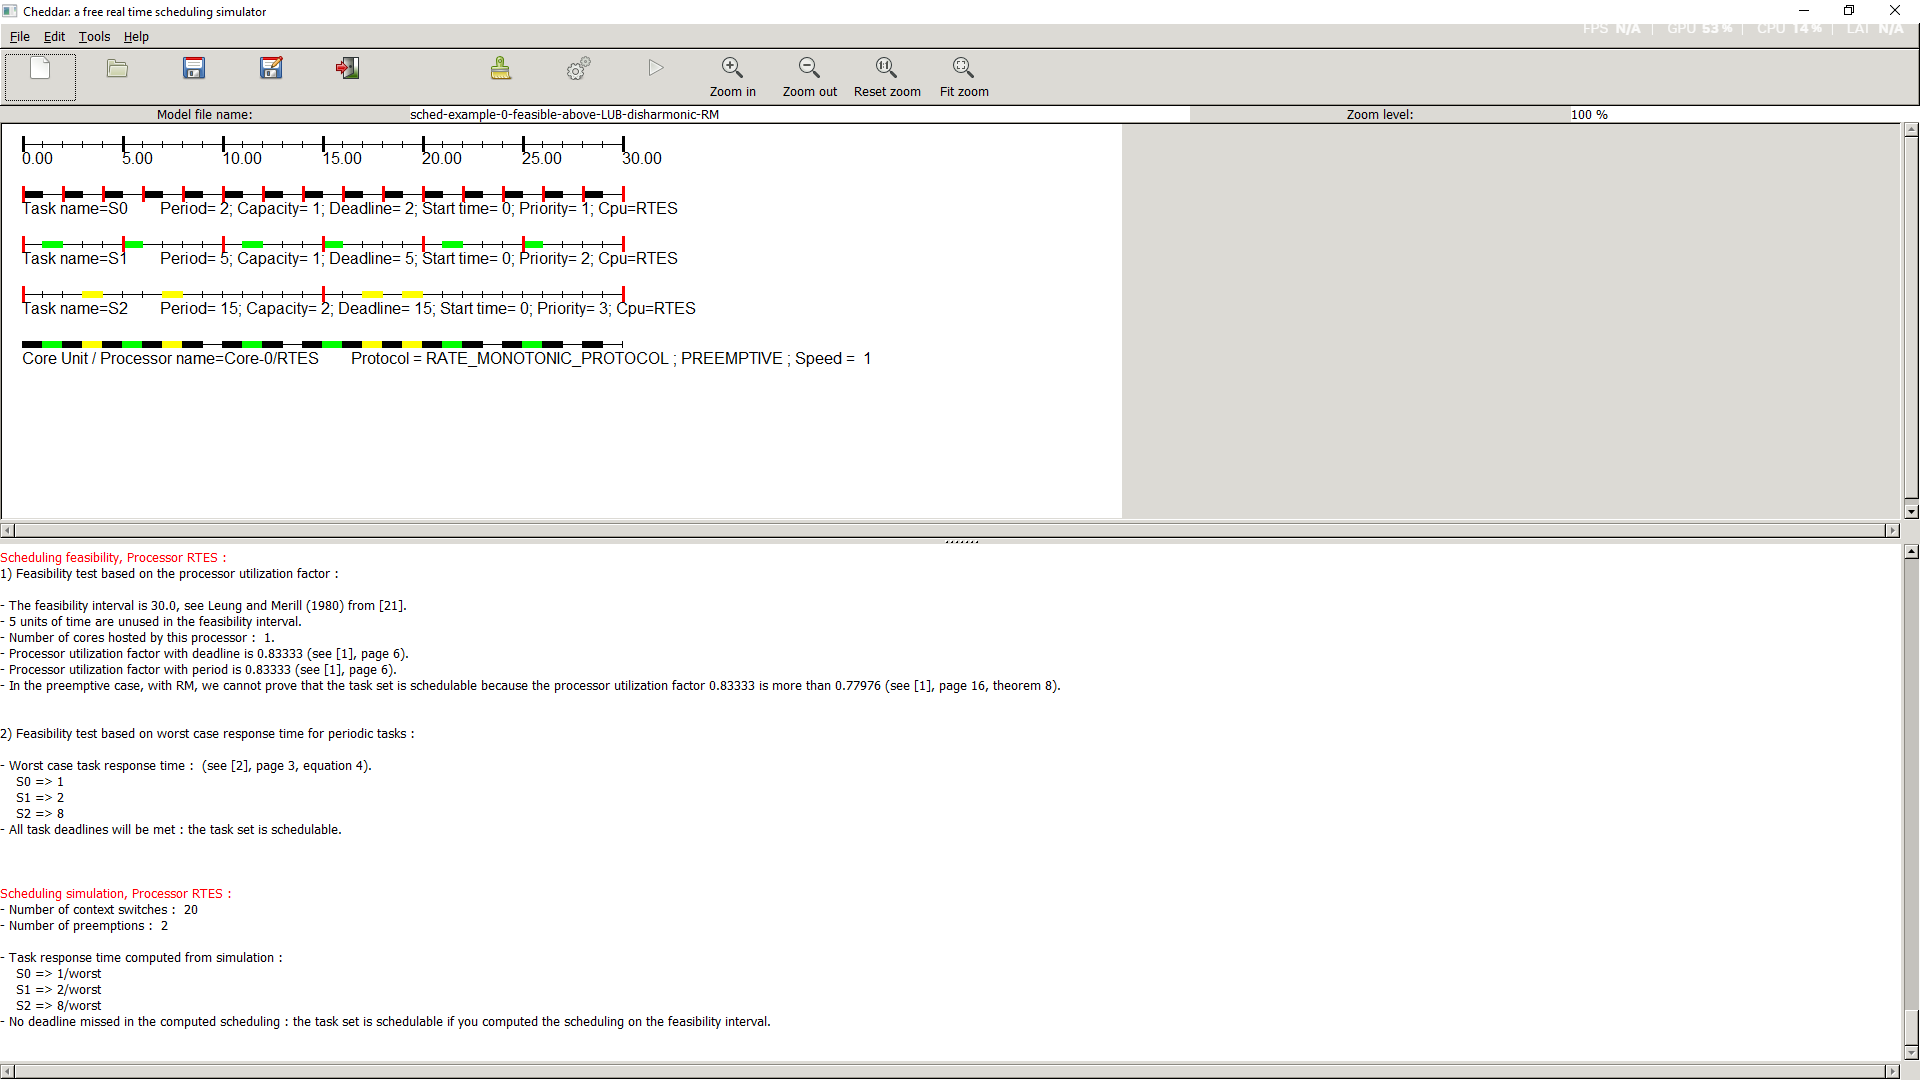 Cheddar: a free real time scheduling simulator
FPS N/A | GPU 53% | CPU 14% | LAT N/A
File Edit Tools Help
Zoom in Zoom out Reset zoom Fit zoom
Model file name: sched-example-0-feasible-above-LUB-disharmonic-RM Zoom level: 100 %
0.00 5.00 10.00 15.00 20.00 25.00 30.00
Task name=S0 Period= 2; Capacity= 1; Deadline= 2; Start time= 0; Priority= 1; Cpu=RTES
Task name=S1 Period= 5; Capacity= 1; Deadline= 5; Start time= 0; Priority= 2; Cpu=RTES
Task name=S2 Period= 15; Capacity= 2; Deadline= 15; Start time= 0; Priority= 3; Cpu=RTES
Core Unit / Processor name=Core-0/RTES Protocol = RATE_MONOTONIC_PROTOCOL ; PREEMPTIVE ; Speed = 1
Scheduling feasibility, Processor RTES :
1) Feasibility test based on the processor utilization factor :
- The feasibility interval is 30.0, see Leung and Merill (1980) from [21].
- 5 units of time are unused in the feasibility interval.
- Number of cores hosted by this processor : 1.
- Processor utilization factor with deadline is 0.83333 (see [1], page 6).
- Processor utilization factor with period is 0.83333 (see [1], page 6).
- In the preemptive case, with RM, we cannot prove that the task set is schedulable because the processor utilization factor 0.83333 is more than 0.77976 (see [1], page 16, theorem 8).
2) Feasibility test based on worst case response time for periodic tasks :
- Worst case task response time : (see [2], page 3, equation 4).
S0 => 1
S1 => 2
S2 => 8
- All task deadlines will be met : the task set is schedulable.
Scheduling simulation, Processor RTES :
- Number of context switches : 20
- Number of preemptions : 2
- Task response time computed from simulation :
S0 => 1/worst
S1 => 2/worst
S2 => 8/worst
- No deadline missed in the computed scheduling : the task set is schedulable if you computed the scheduling on the feasibility interval.